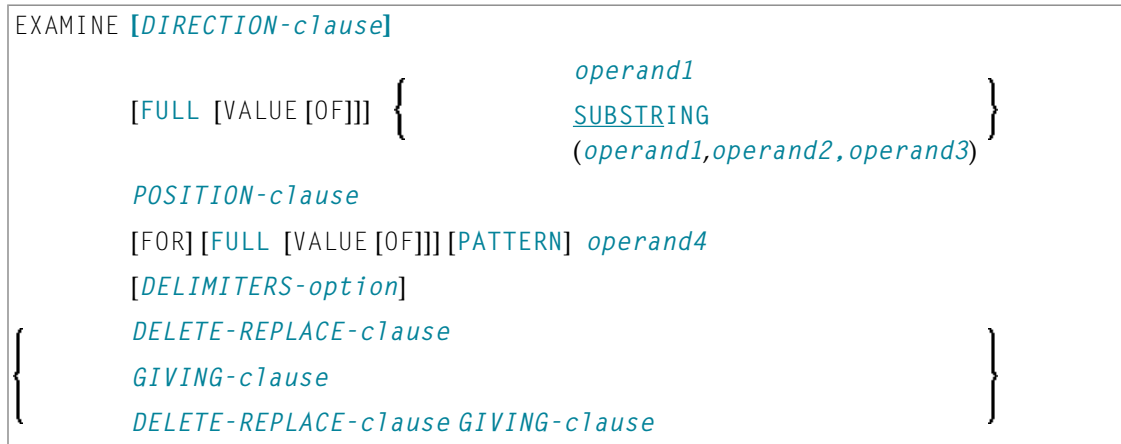 EXAMINE [DIRECTION-clause]
operand1
[FULL [VALUE [OF]]] { SUBSTRING }
(operand1,operand2,operand3)
POSITION-clause
[FOR] [FULL [VALUE [OF]]] [PATTERN] operand4
[DELIMITERS-option]
DELETE-REPLACE-clause
{ GIVING-clause }
DELETE-REPLACE-clause GIVING-clause